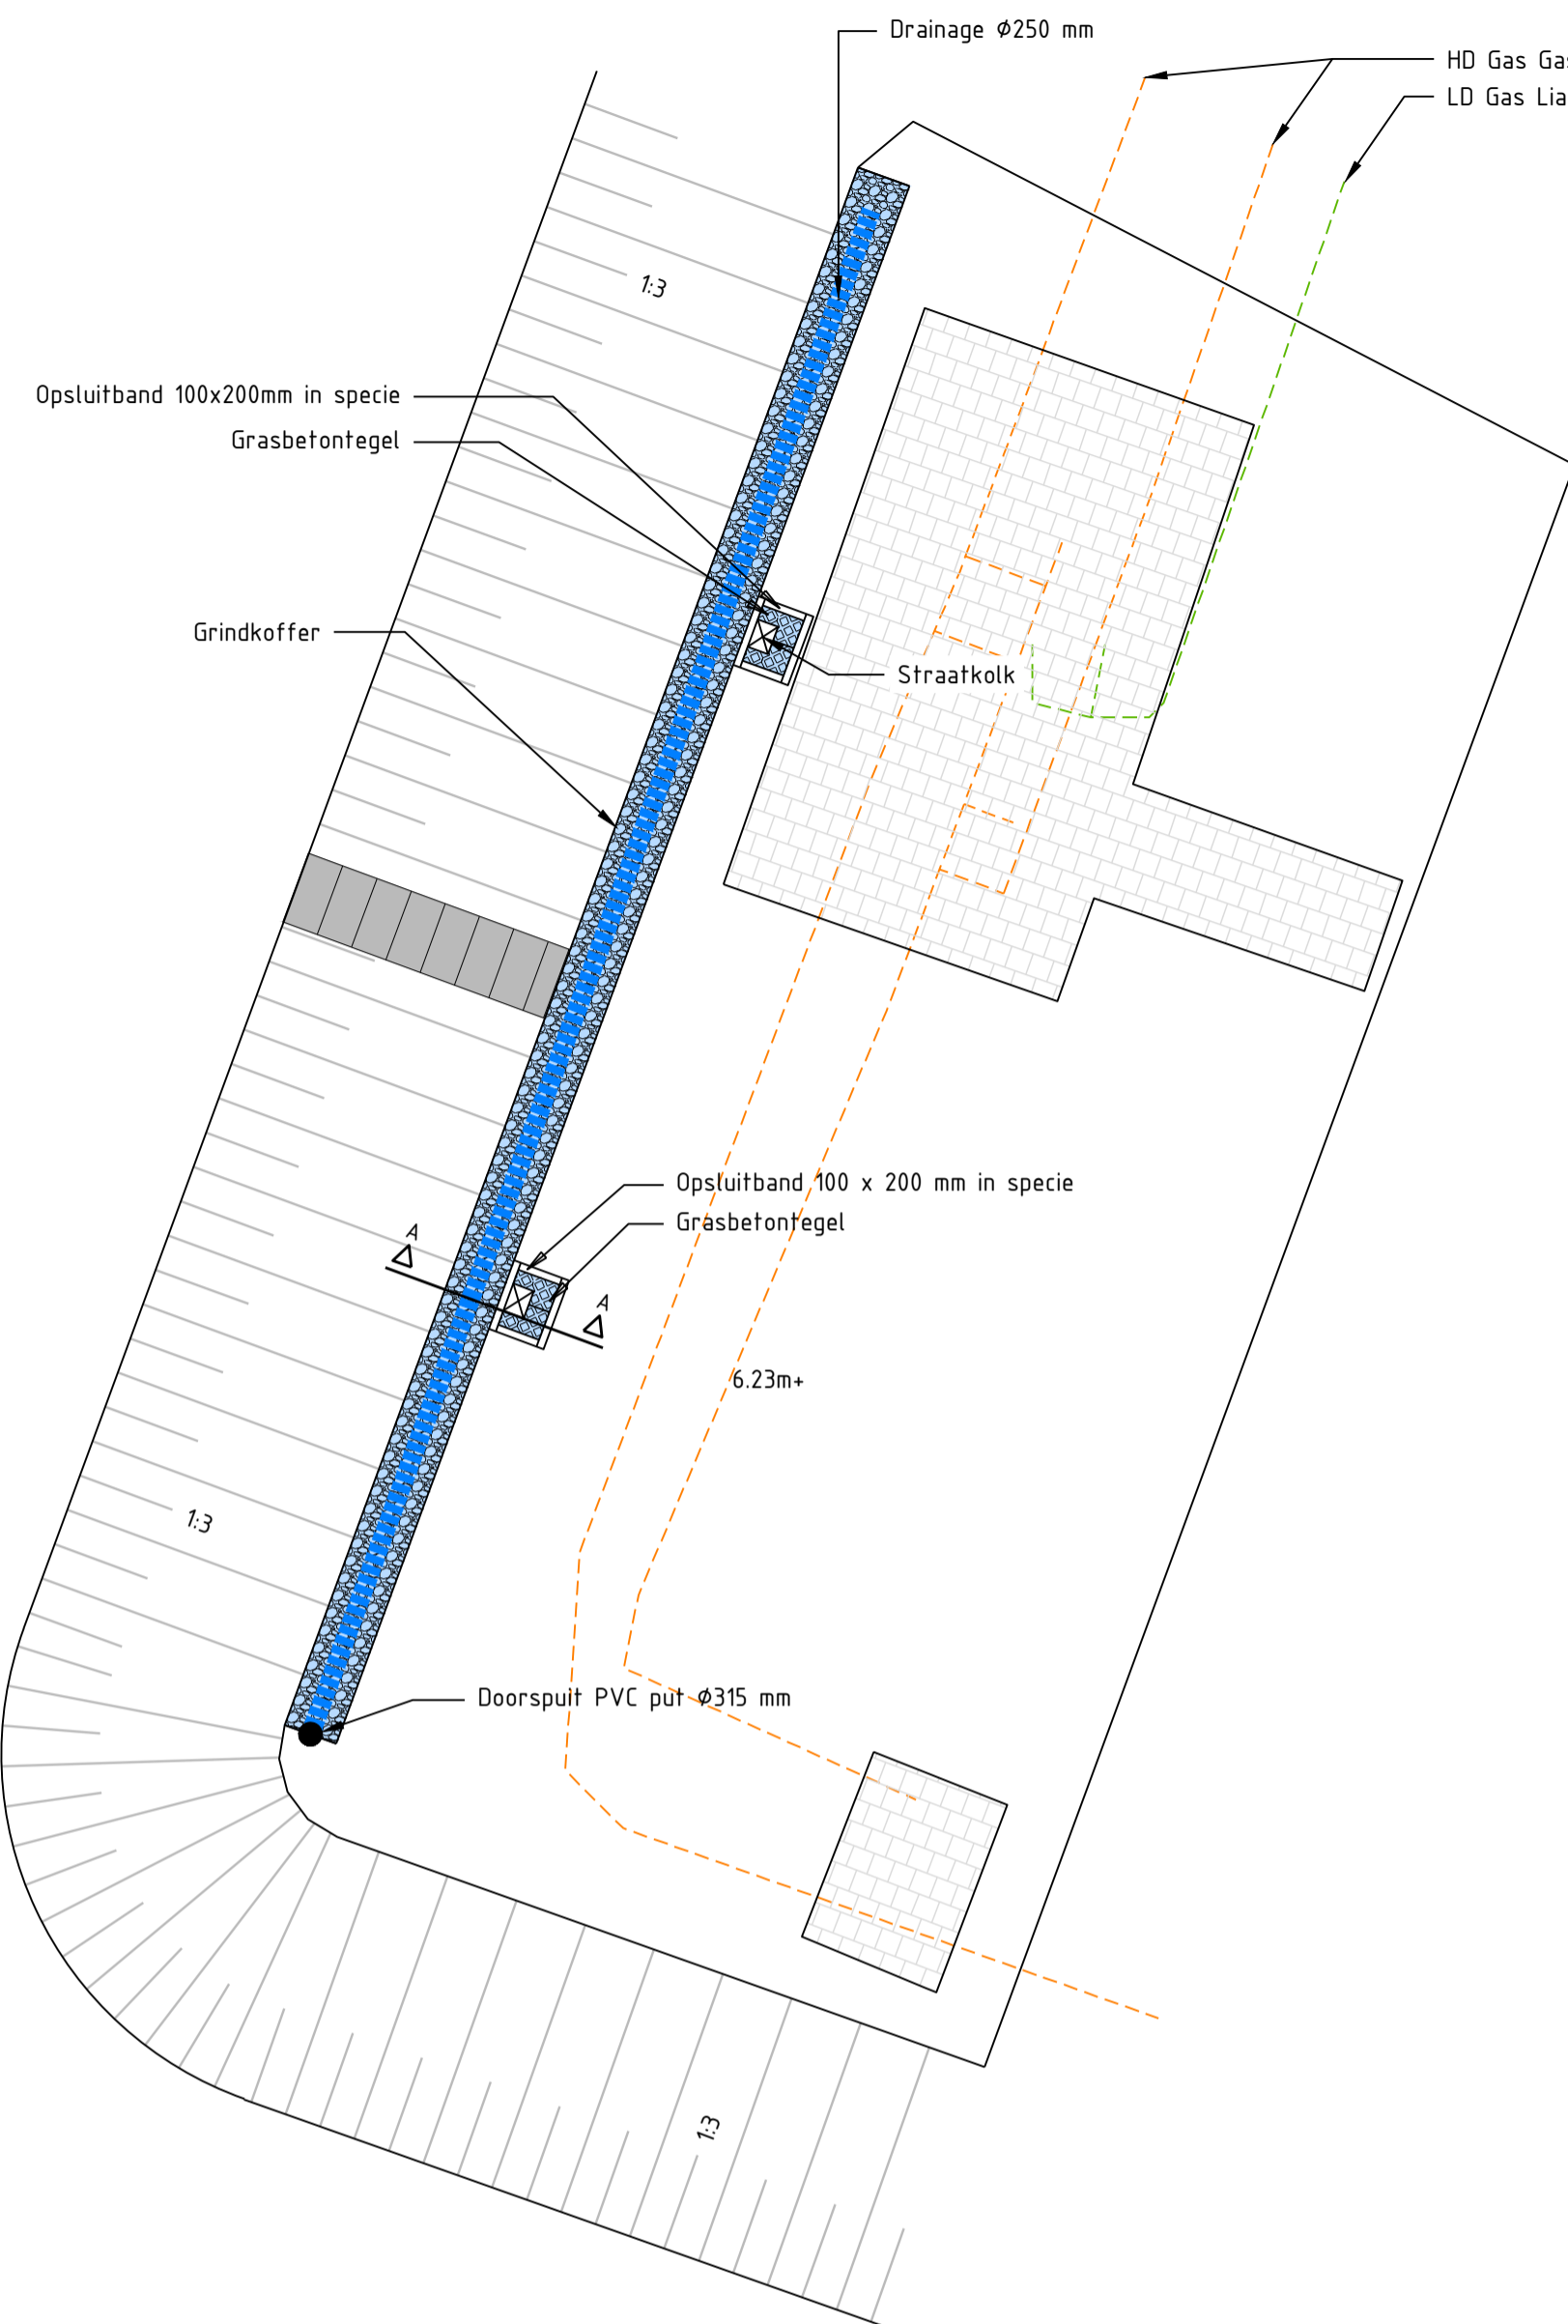 Drainage Ø250 mm
HD Gas
LD Gas
1:3
Opsluitband 100x200mm in specie
Grasbetontegel
Grindkoffer
Straatkolk
Opsluitband 100 x 200 mm in specie
Grasbetontegel
A
A
6.23m+
1:3
Doorspuit PVC put Ø315 mm
1:3